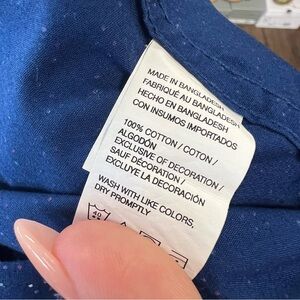 MADE IN BANGLADESH
FABRIQUÉ AU BANGLADESH
HECHO EN BANGLADESH
CON INSUMOS IMPORTADOS
100% COTTON / COTON /
ALGODÓN
EXCLUSIVE OF DECORATION /
SAUF DÉCORATION /
EXCLUYE LA DECORACIÓN
WASH WITH LIKE COLORS,
DRY PROMPTLY